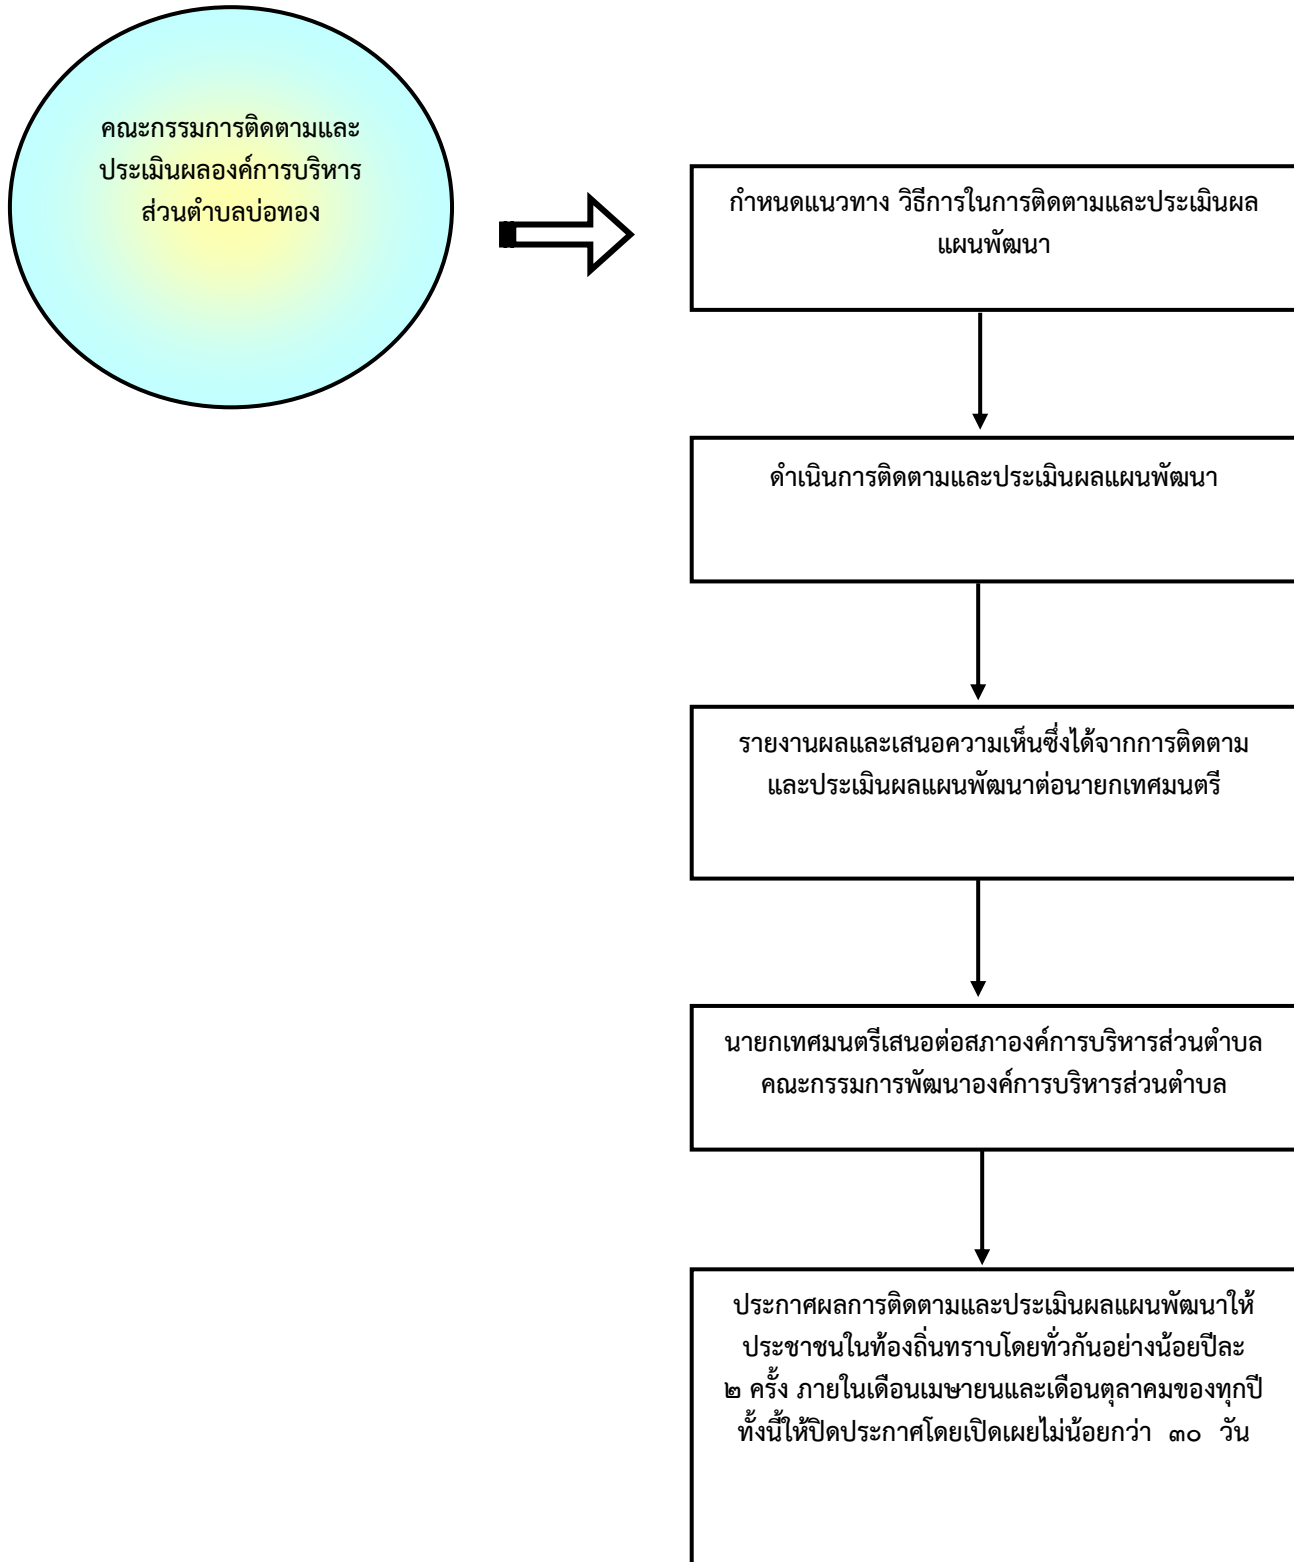 คณะกรรมการติดตามและ
ประเมินผลองค์การบริหาร
ส่วนตำบลบ่อทอง
กำหนดแนวทาง วิธีการในการติดตามและประเมินผล
แผนพัฒนา
ดำเนินการติดตามและประเมินผลแผนพัฒนา
รายงานผลและเสนอความเห็นซึ่งได้จากการติดตาม
และประเมินผลแผนพัฒนาต่อนายกเทศมนตรี
นายกเทศมนตรีเสนอต่อสภาองค์การบริหารส่วนตำบล
คณะกรรมการพัฒนาองค์การบริหารส่วนตำบล
ประกาศผลการติดตามและประเมินผลแผนพัฒนาให้
ประชาชนในท้องถิ่นทราบโดยทั่วกันอย่างน้อยปีละ
๒ ครั้ง ภายในเดือนเมษายนและเดือนตุลาคมของทุกปี
ทั้งนี้ให้ปิดประกาศโดยเปิดเผยไม่น้อยกว่า ๓๐ วัน